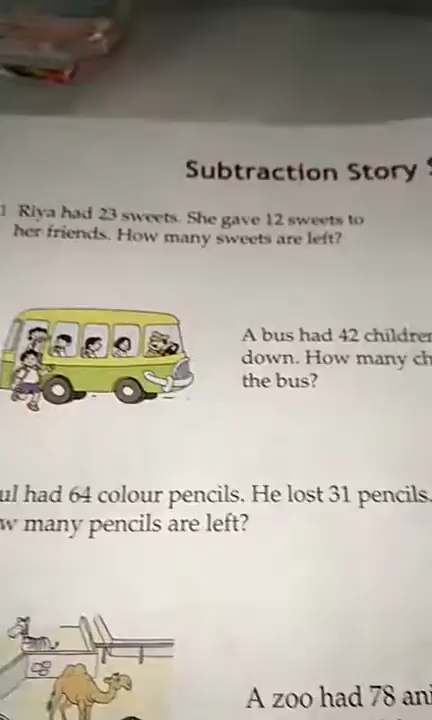 Subtraction Story
1 Riya had 23 sweets. She gave 12 sweets to
her friends. How many sweets are left?
A bus had 42 children
down. How many ch
the bus?
ul had 64 colour pencils. He lost 31 pencils.
w many pencils are left?
A zoo had 78 ani